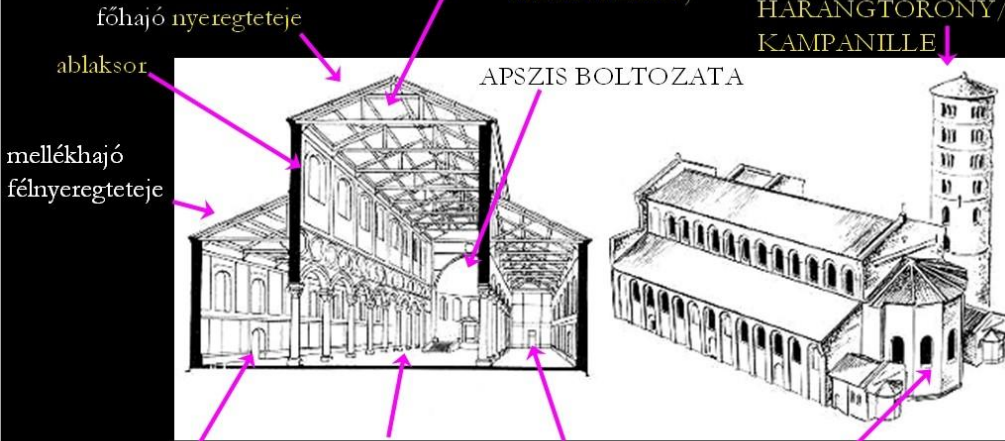 főhajó nyeregteteje
HARANGTORONY/
KAMPANILLE
ablaksor
APSZIS BOLTOZATA
mellékhajó
félnyeregteteje